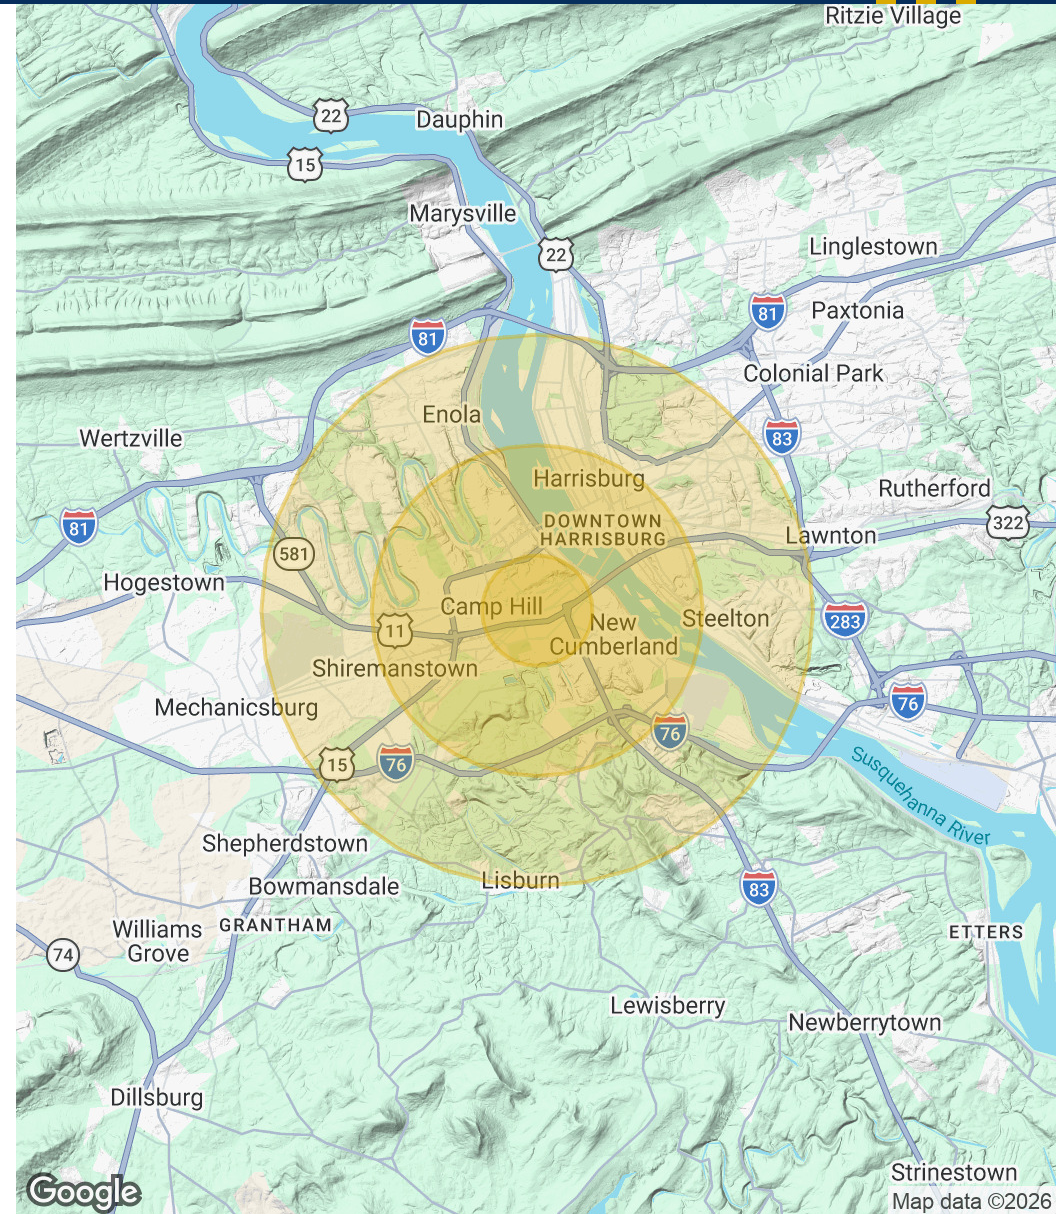 Ritzie Village
22
Dauphin
15
Marysville
22
Linglestown
81
Paxtonia
81
Colonial Park
Enola
83
Wertzville
Harrisburg
Rutherford
DOWNTOWN
HARRISBURG
322
81
Lawnton
581
Hogestown
Camp Hill
Steelton
283
New
Cumberland
11
Shiremanstown
76
Mechanicsburg
76
15
76
Susquehanna River
Shepherdstown
Lisburn
Bowmansdale
83
GRANTHAM
Williams
Grove
ETTERS
74
Lewisberry
Newberrytown
Dillsburg
Strinestown
Google
Map data ©2026